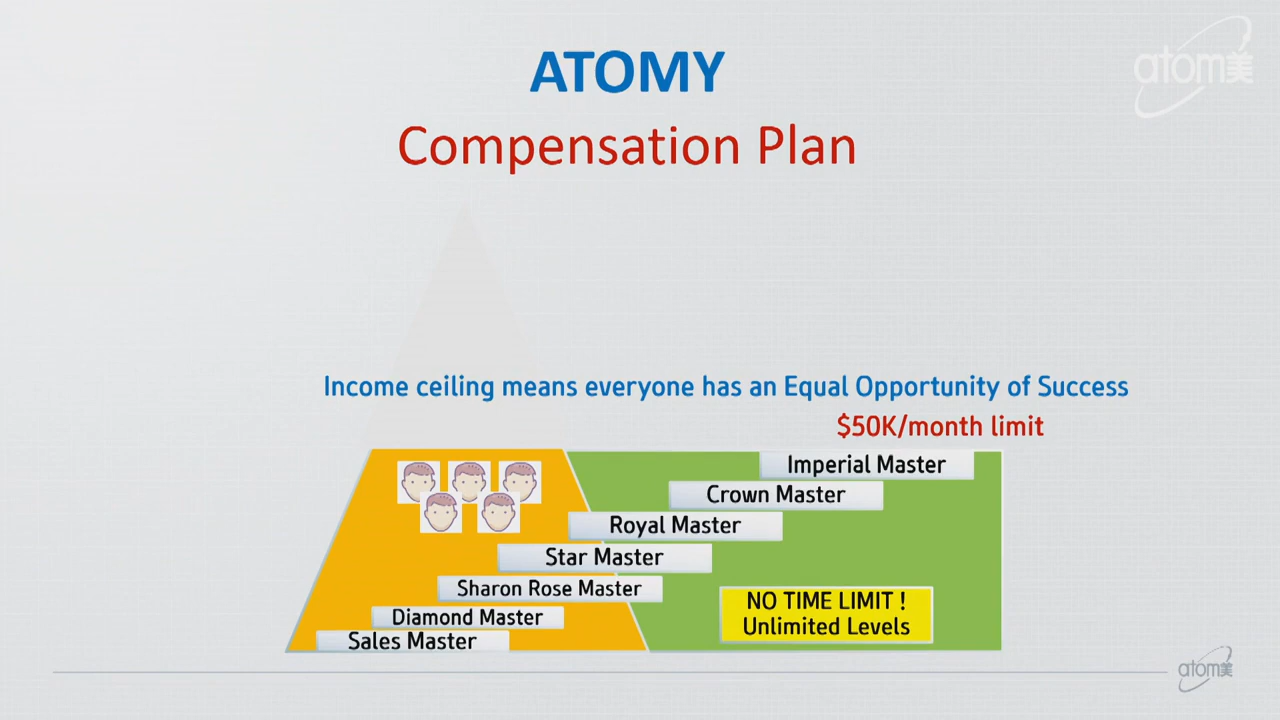 ATOMY
atom美
Compensation Plan
Income ceiling means everyone has an Equal Opportunity of Success
$50K/month limit
Imperial Master
Crown Master
Royal Master
Star Master
Sharon Rose Master
Diamond Master
Sales Master
NO TIME LIMIT !
Unlimited Levels
atom美